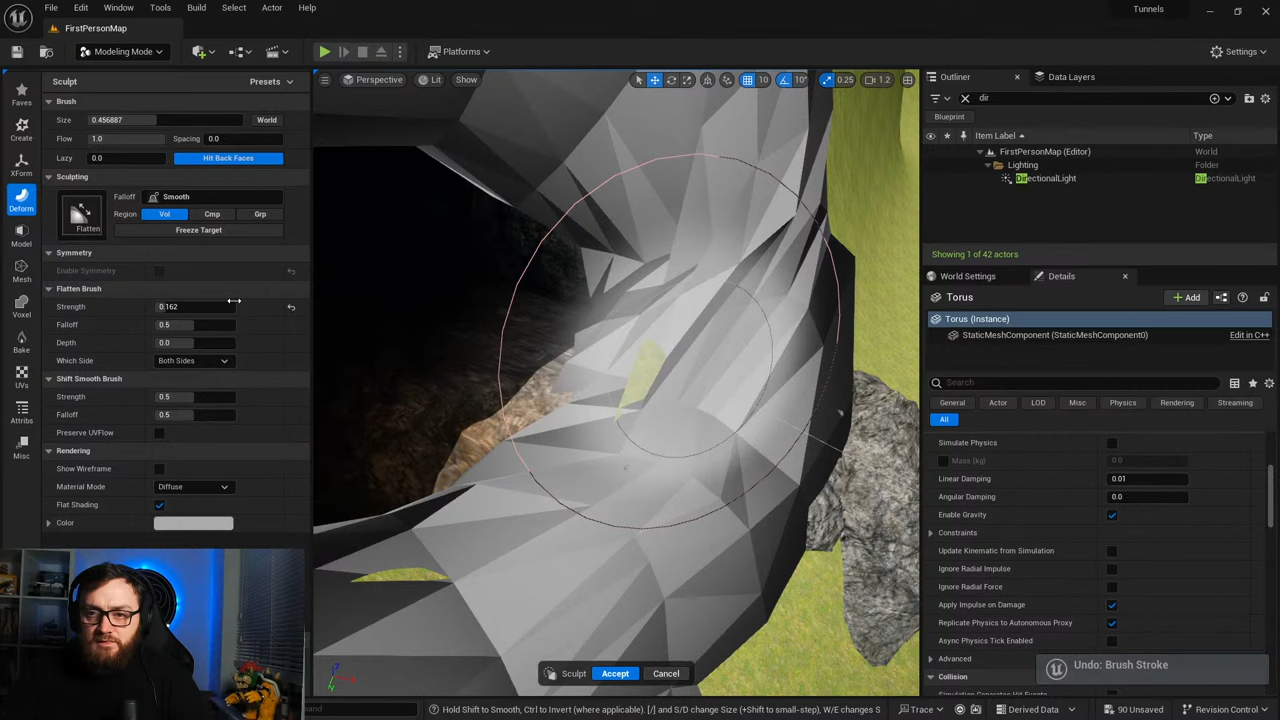 File Edit Window Tools Build Select Actor Help
Tunnels
FirstPersonMap
Modeling Mode
Platforms
Settings
Sculpt
Presets
Perspective
Lit
Show
10
10°
0.25
1.2
Outliner
Data Layers
dir
Blueprint
Item Label
Type
FirstPersonMap (Editor)
World
Lighting
Folder
DirectionalLight
DirectionalLight
Showing 1 of 42 actors
World Settings
Details
Torus
Add
Torus (Instance)
StaticMeshComponent (StaticMeshComponent0)
Edit in C++
Search
General
Actor
LOD
Misc
Physics
Rendering
Streaming
All
Simulate Physics
Mass (kg)
0.0
Linear Damping
0.01
Angular Damping
0.0
Enable Gravity
Constraints
Update Kinematic from Simulation
Ignore Radial Impulse
Ignore Radial Force
Apply Impulse on Damage
Replicate Physics to Autonomous Proxy
Async Physics Tick Enabled
Advanced
Collision
Simulation Generates Hit Events
Undo: Brush Stroke
Faves
Create
XForm
Deform
Model
Mesh
Voxel
Bake
UVs
Attribs
Misc
Brush
Size
0.456887
World
Flow
1.0
Spacing
0.0
Lazy
0.0
Hit Back Faces
Sculpting
Flatten
Falloff
Smooth
Region
Vol
Cmp
Grp
Freeze Target
Symmetry
Enable Symmetry
Flatten Brush
Strength
0.162
Falloff
0.5
Depth
0.0
Which Side
Both Sides
Shift Smooth Brush
Strength
0.5
Falloff
0.5
Preserve UVFlow
Rendering
Show Wireframe
Material Mode
Diffuse
Flat Shading
Color
Sculpt
Accept
Cancel
Hold Shift to Smooth, Ctrl to Invert (where applicable). [/] and S/D change Size (+Shift to small-step), W/E changes S
Trace
Derived Data
90 Unsaved
Revision Control